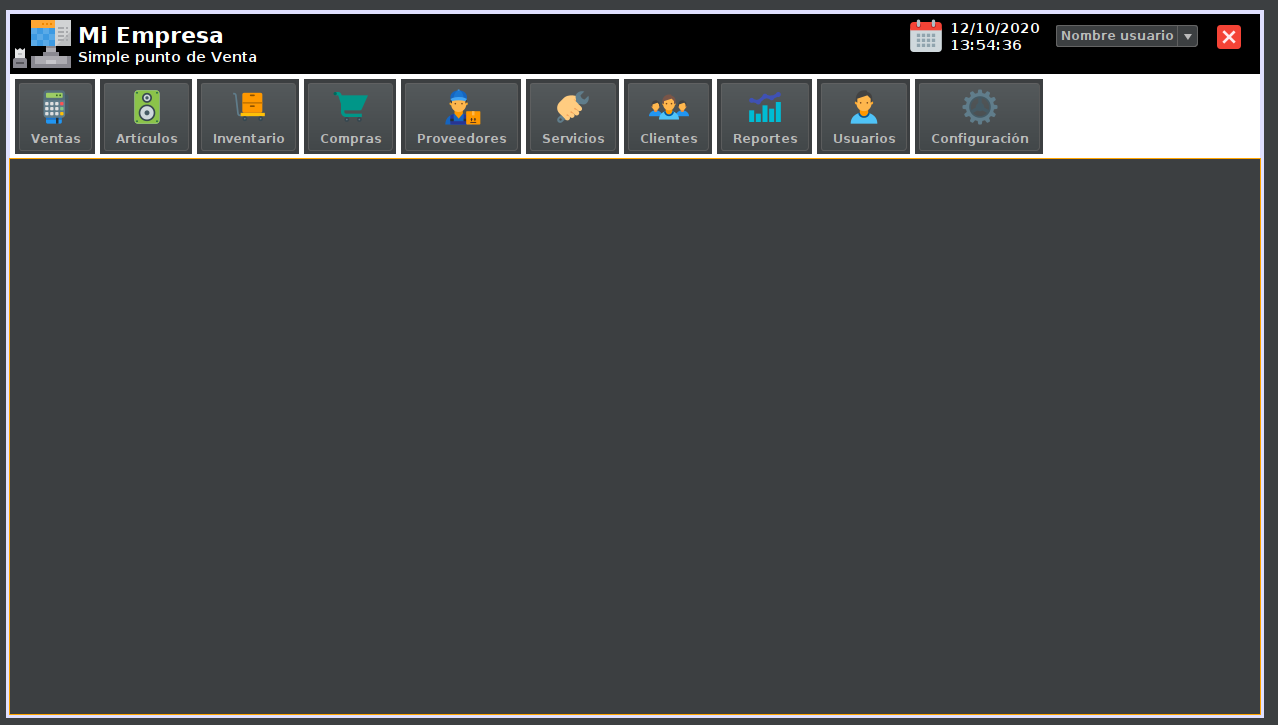 Mi Empresa
Simple punto de Venta
12/10/2020
13:54:36
Nombre usuario
Ventas
Artículos
Inventario
Compras
Proveedores
Servicios
Clientes
Reportes
Usuarios
Configuración